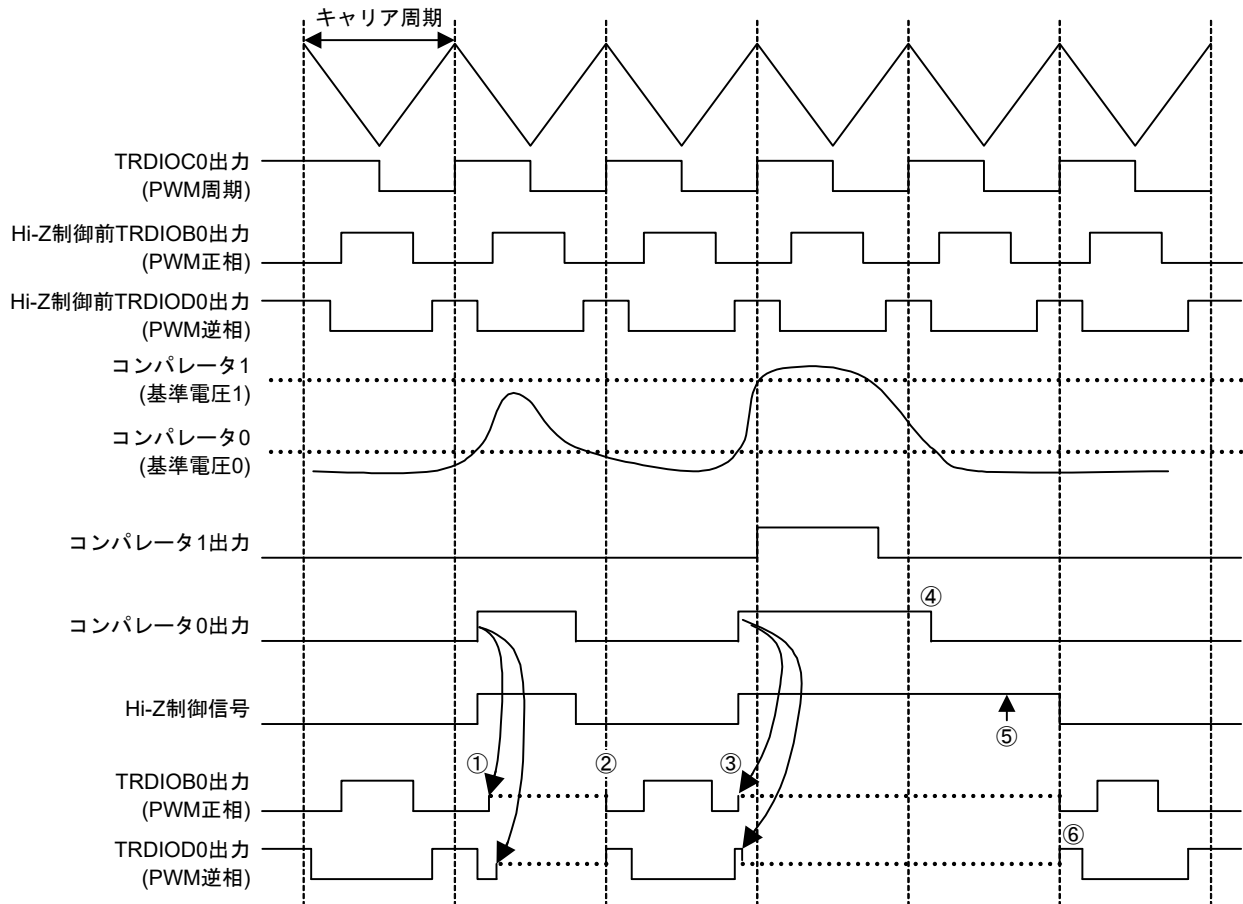 キャリア周期
TRDIOC0出力
(PWM周期)
Hi-Z制御前TRDIOB0出力
(PWM正相)
Hi-Z制御前TRDIOD0出力
(PWM逆相)
コンパレータ1
(基準電圧1)
コンパレータ0
(基準電圧0)
コンパレータ1出力
④
コンパレータ0出力
Hi-Z制御信号
⑤
① ② ③
TRDIOB0出力
(PWM正相)
⑥
TRDIOD0出力
(PWM逆相)